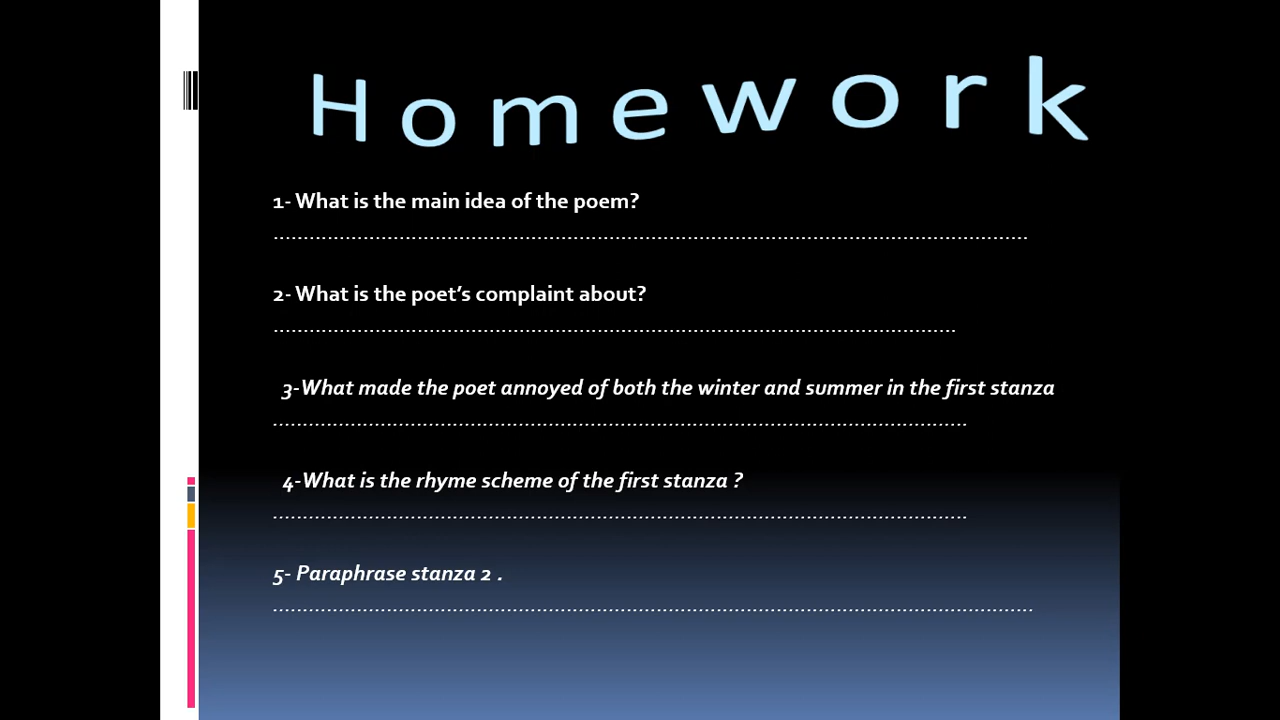 Homework
1- What is the main idea of the poem?
........................................................................................................................
2- What is the poet's complaint about?
.............................................................................................................
3-What made the poet annoyed of both the winter and summer in the first stanza
...............................................................................................................
4-What is the rhyme scheme of the first stanza ?
...............................................................................................................
5- Paraphrase stanza 2 .
.........................................................................................................................